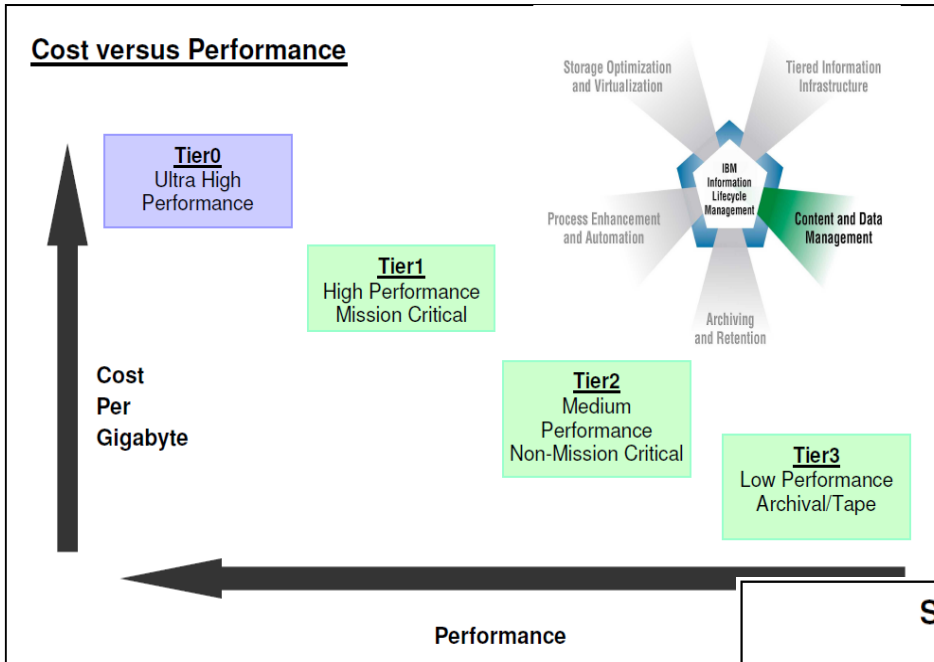 Cost versus Performance
Storage Optimization
and Virtualization
Tiered Information
Infrastructure
IBM
Information
Lifecycle
Management
Process Enhancement
and Automation
Content and Data
Management
Archiving
and Retention
Tier0
Ultra High
Performance
Tier1
High Performance
Mission Critical
Tier2
Medium
Performance
Non-Mission Critical
Tier3
Low Performance
Archival/Tape
Cost
Per
Gigabyte
Performance